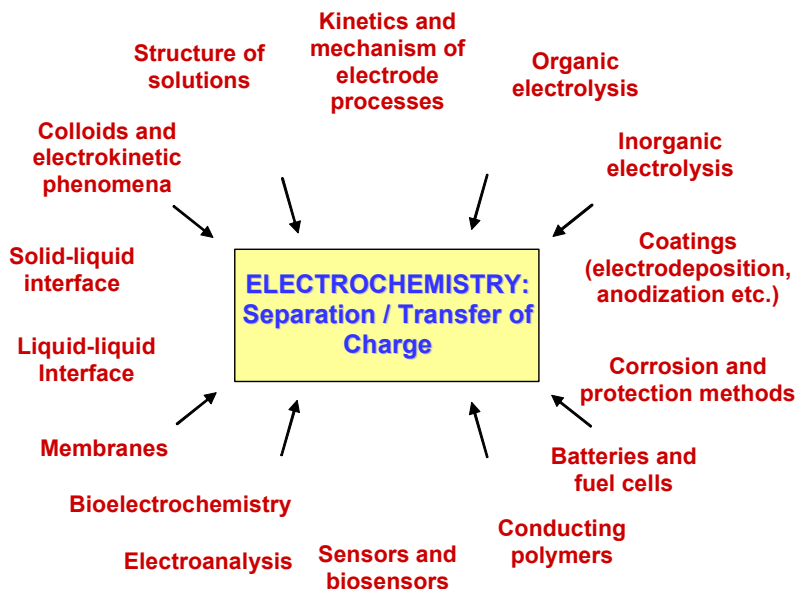 Kinetics and
mechanism of
electrode
processes
Structure of
solutions
Organic
electrolysis
Colloids and
electrokinetic
phenomena
Inorganic
electrolysis
Solid-liquid
interface
ELECTROCHEMISTRY:
Separation / Transfer of
Charge
Coatings
(electrodeposition,
anodization etc.)
Liquid-liquid
Interface
Corrosion and
protection methods
Membranes
Batteries and
fuel cells
Bioelectrochemistry
Conducting
polymers
Electroanalysis
Sensors and
biosensors